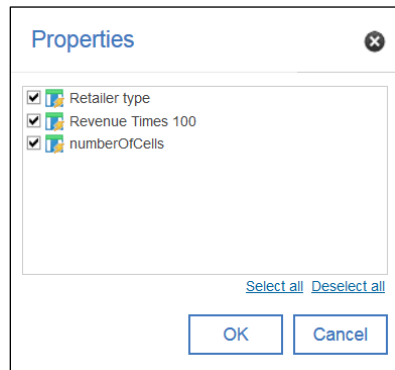 Properties
Retailer type
Revenue Times 100
numberOfCells
Select all Deselect all
OK Cancel